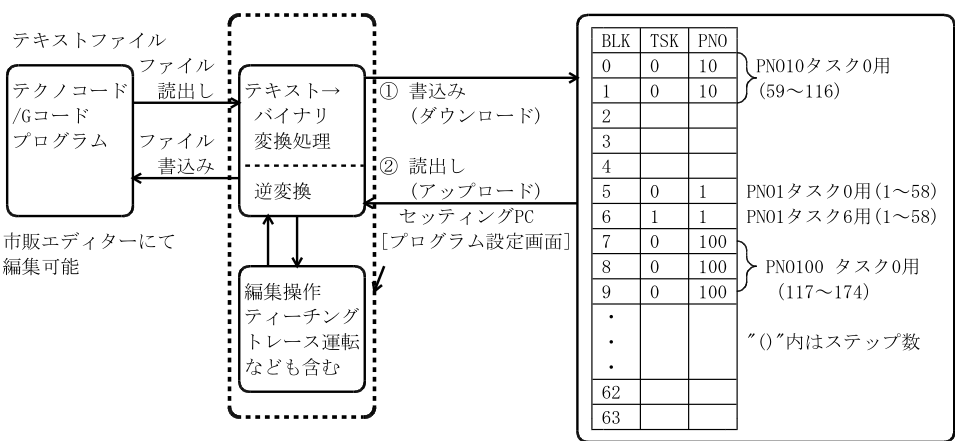 テキストファイル
テクノコード
/Gコード
プログラム
ファイル
読出し
ファイル
書込み
市販エディターにて
編集可能
テキスト→
バイナリ
変換処理
逆変換
編集操作
ティーチング
トレース運転
なども含む
① 書込み
(ダウンロード)
② 読出し
(アップロード)
セッティングPC
[プログラム設定画面]
BLK TSK PNO
0 0 10
1 0 10
2
3
4
5 0 1
6 1 1
7 0 100
8 0 100
9 0 100
・
・
・
62
63
PNO10タスク0用
(59～116)
PNO1タスク0用(1～58)
PNO1タスク6用(1～58)
PNO100 タスク0用
(117～174)
"()"内はステップ数